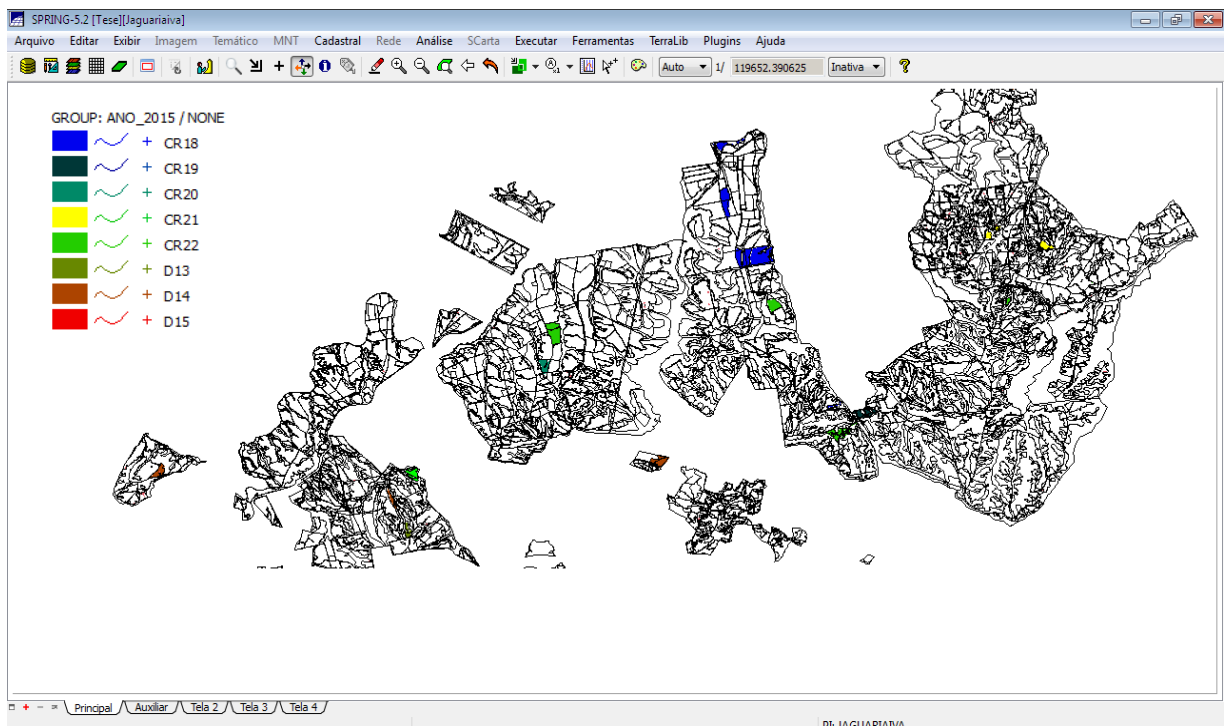 SPRING-5.2 [Tese][Jaguariaiva]
Arquivo Editar Exibir Imagem Temático MNT Cadastral Rede Análise SCarta Executar Ferramentas TerraLib Plugins Ajuda
Auto 1/ 119652.390625 Inativa
GROUP: ANO_2015 / NONE
CR18
CR19
CR20
CR21
CR22
D13
D14
D15
Principal Auxiliar Tela 2 Tela 3 Tela 4
PI: JAGUARIAIVA